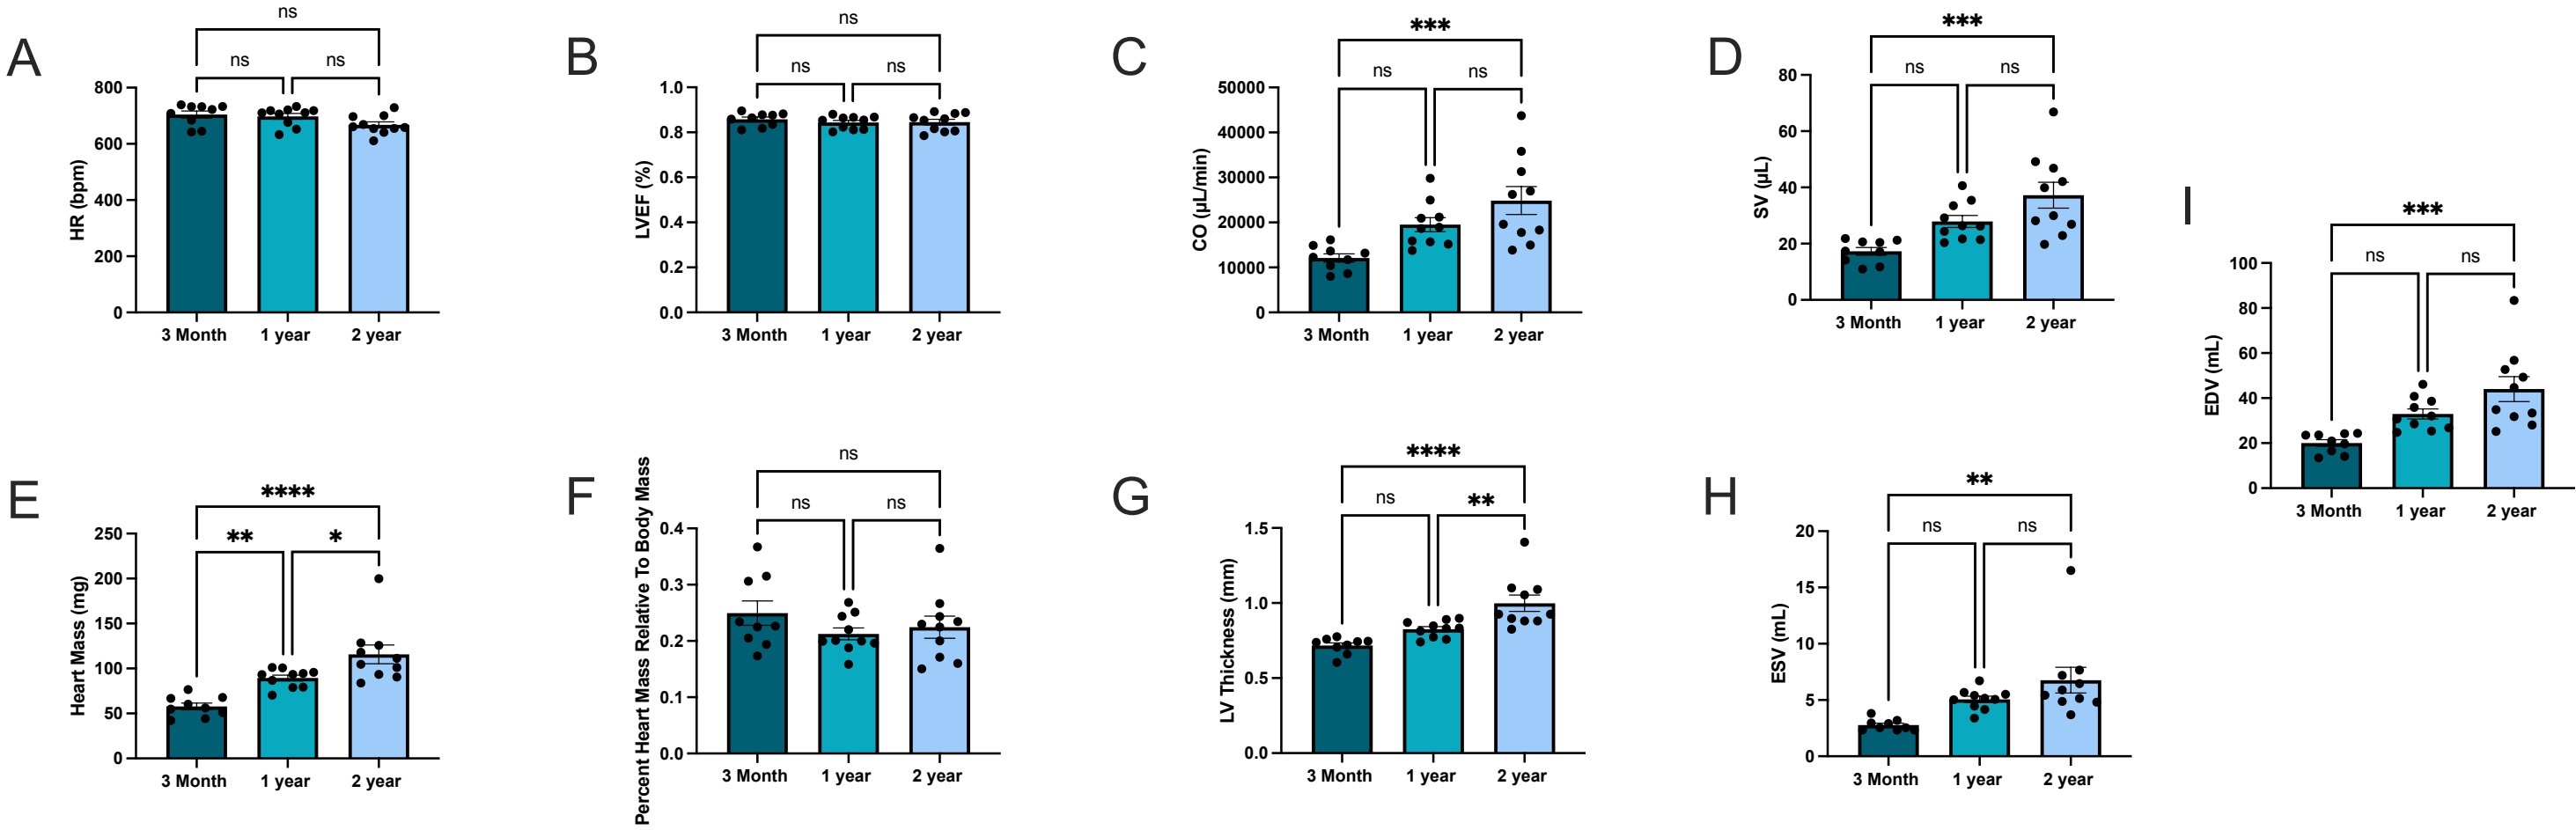 A
ns
ns ns
HR (bpm)
800
600
400
200
0
3 Month 1 year 2 year
B
ns
ns ns
LVEF (%)
1.0
0.8
0.6
0.4
0.2
0.0
3 Month 1 year 2 year
C
***
ns ns
CO (μL/min)
50000
40000
30000
20000
10000
0
3 Month 1 year 2 year
D
***
ns ns
SV (μL)
80
60
40
20
0
3 Month 1 year 2 year
I
***
ns ns
EDV (mL)
100
80
60
40
20
0
3 Month 1 year 2 year
E
****
** *
Heart Mass (mg)
250
200
150
100
50
0
3 Month 1 year 2 year
F
ns
ns ns
Percent Heart Mass Relative To Body Mass
0.4
0.3
0.2
0.1
0.0
3 Month 1 year 2 year
G
****
ns **
LV Thickness (mm)
1.5
1.0
0.5
0.0
3 Month 1 year 2 year
H
**
ns ns
ESV (mL)
20
15
10
5
0
3 Month 1 year 2 year